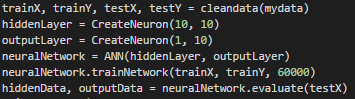 trainX, trainY, testX, testY = cleandata(mydata)
hiddenLayer = CreateNeuron(10, 10)
outputLayer = CreateNeuron(1, 10)
neuralNetwork = ANN(hiddenLayer, outputLayer)
neuralNetwork.trainNetwork(trainX, trainY, 60000)
hiddenData, outputData = neuralNetwork.evaluate(testX)